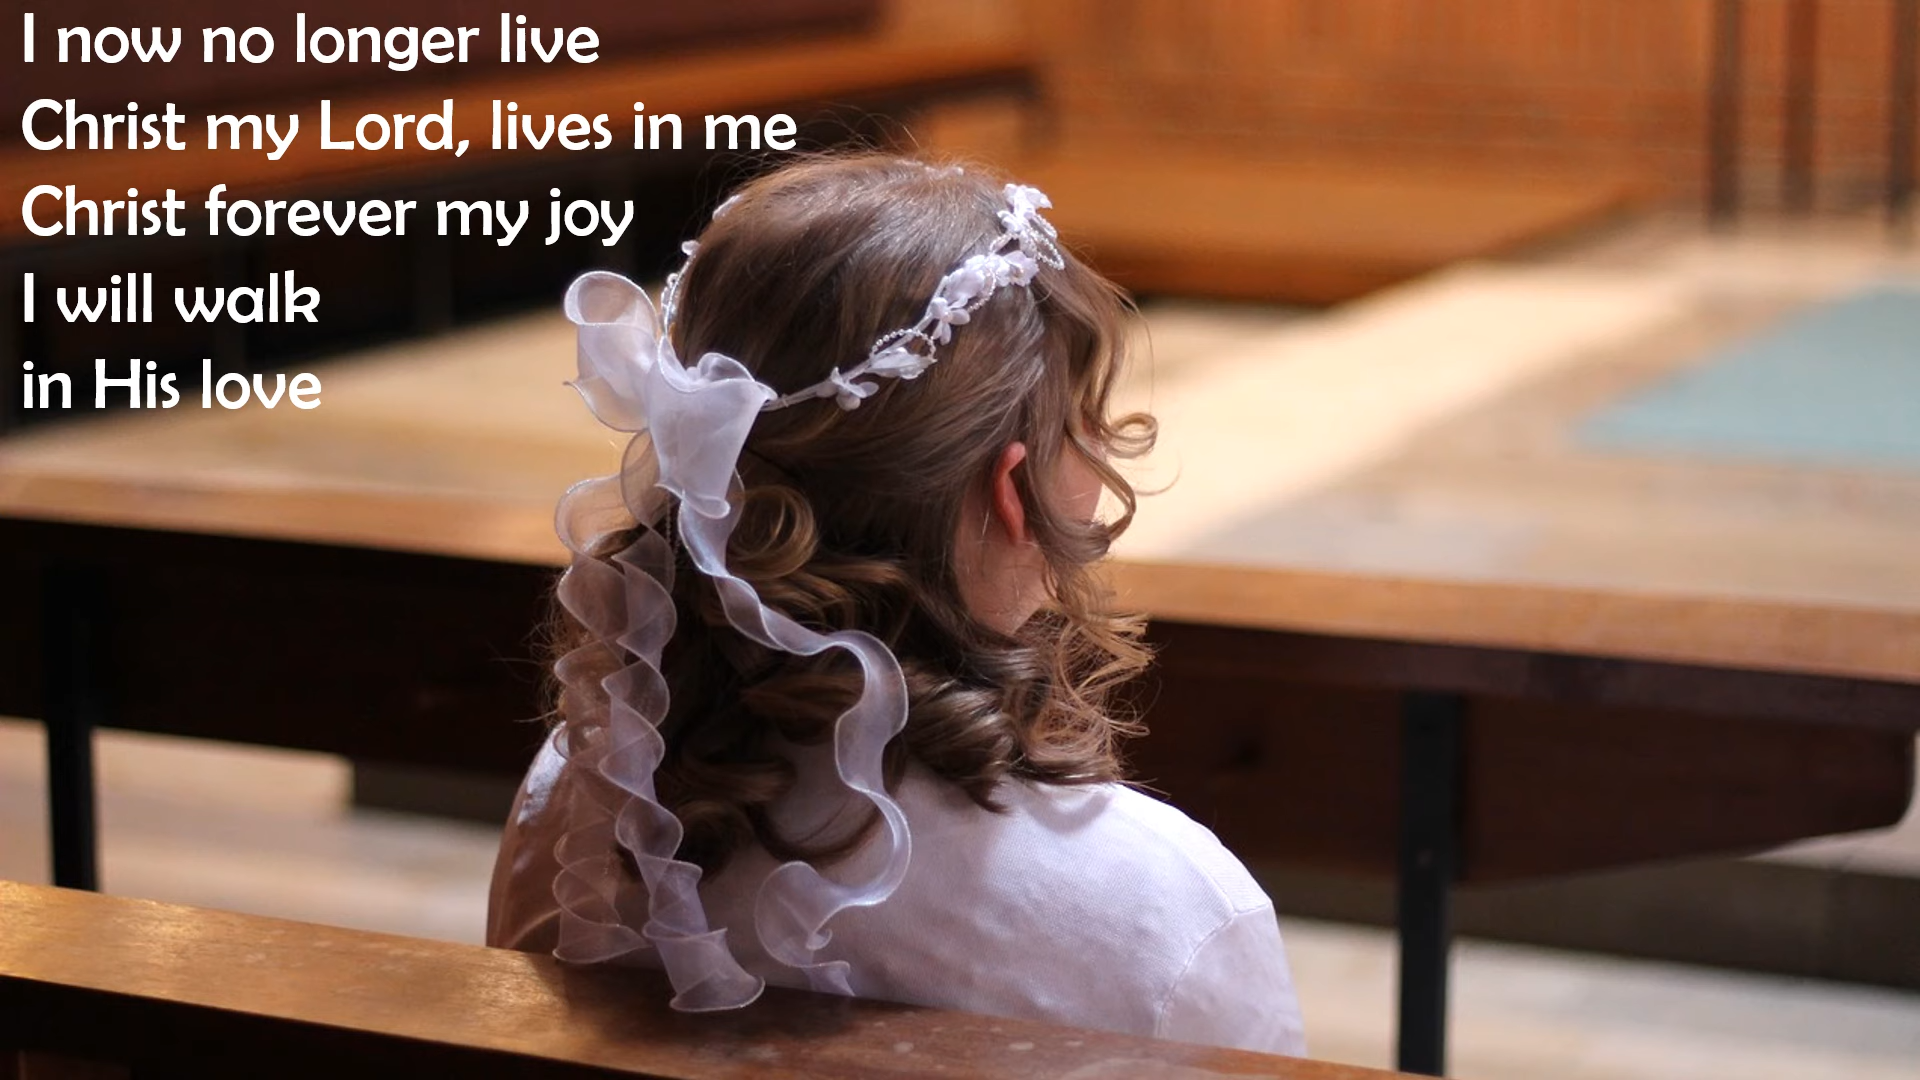 I now no longer live
Christ my Lord, lives in me
Christ forever my joy
I will walk
in His love